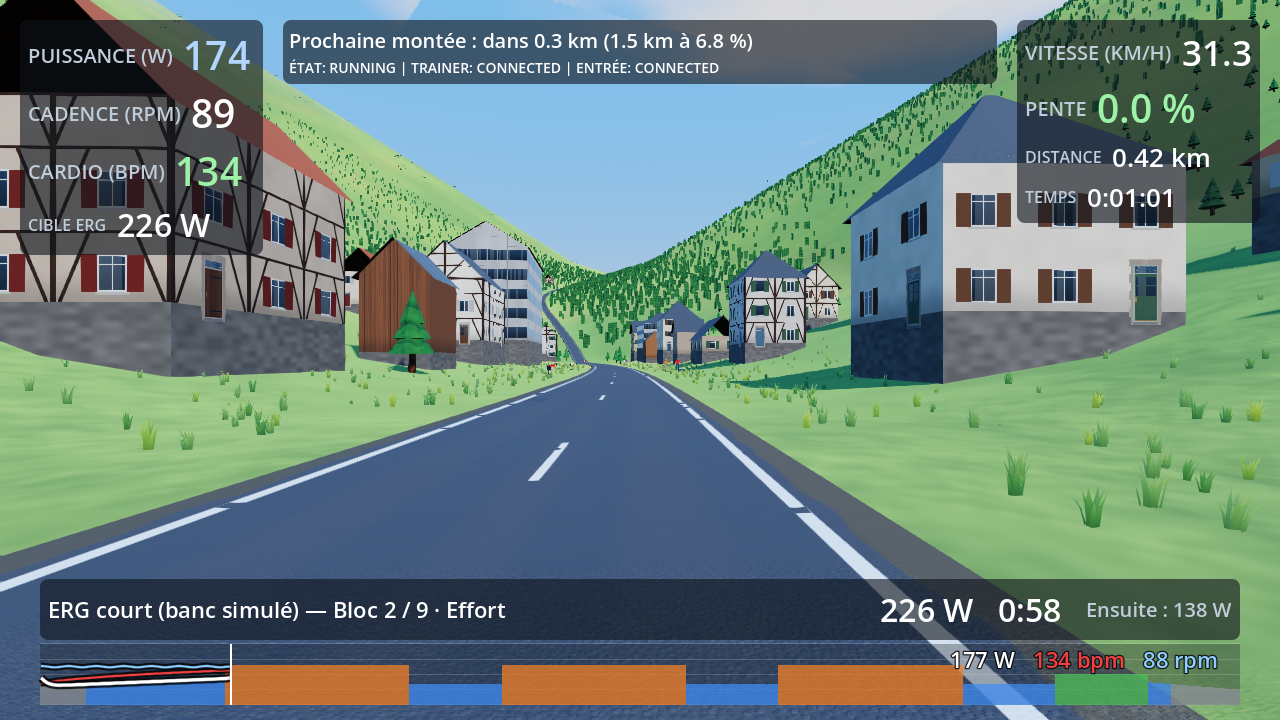 PUISSANCE (W) 174
CADENCE (RPM) 89
CARDIO (BPM) 134
CIBLE ERG 226 W
Prochaine montée : dans 0.3 km (1.5 km à 6.8 %)
ÉTAT: RUNNING | TRAINER: CONNECTED | ENTRÉE: CONNECTED
VITESSE (KM/H) 31.3
PENTE 0.0 %
DISTANCE 0.42 km
TEMPS 0:01:01
ERG court (banc simulé) — Bloc 2 / 9 · Effort 226 W 0:58 Ensuite : 138 W
177 W 134 bpm 88 rpm